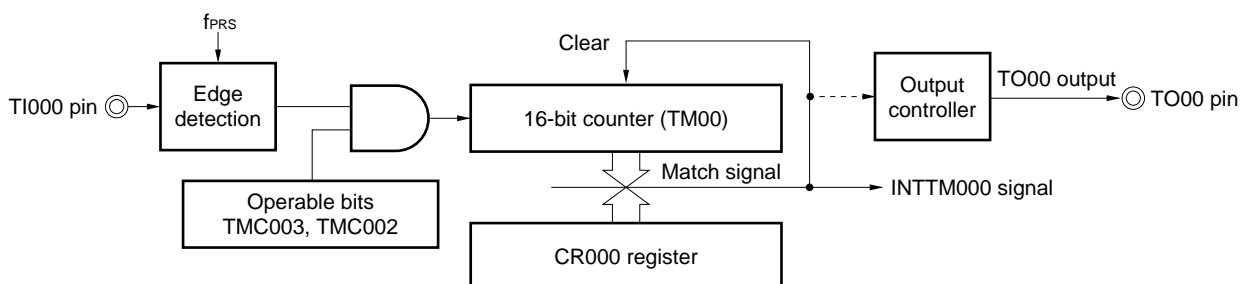 fPRS
Clear
TI000 pin
Edge
detection
16-bit counter (TM00)
Output
controller
TO00 output
TO00 pin
Operable bits
TMC003, TMC002
Match signal
INTTM000 signal
CR000 register